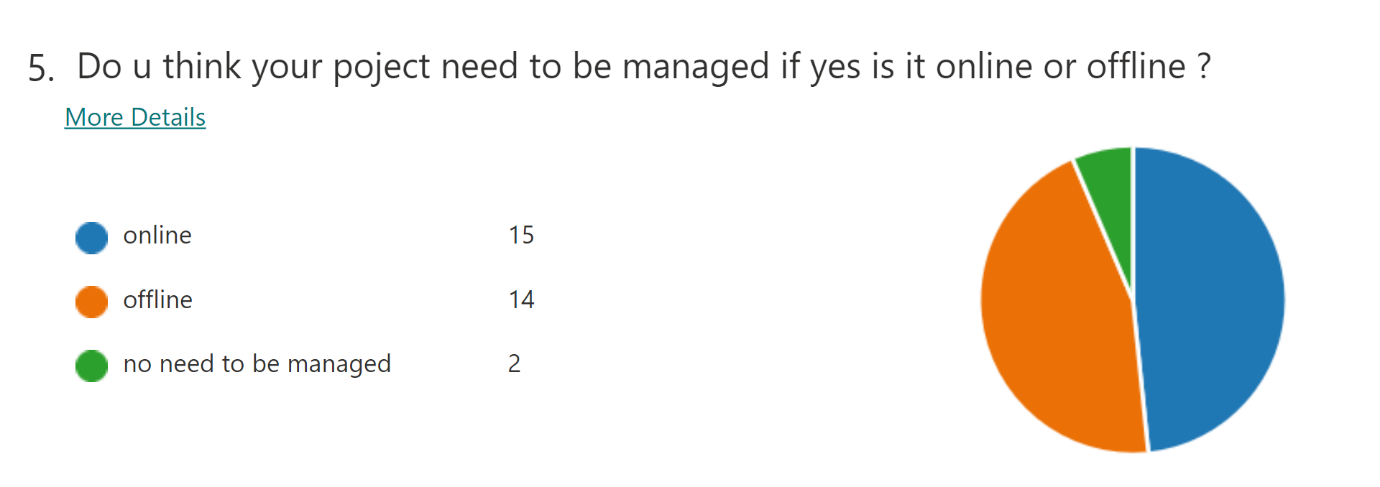 5. Do u think your poject need to be managed if yes is it online or offline ?
More Details
online 15
offline 14
no need to be managed 2